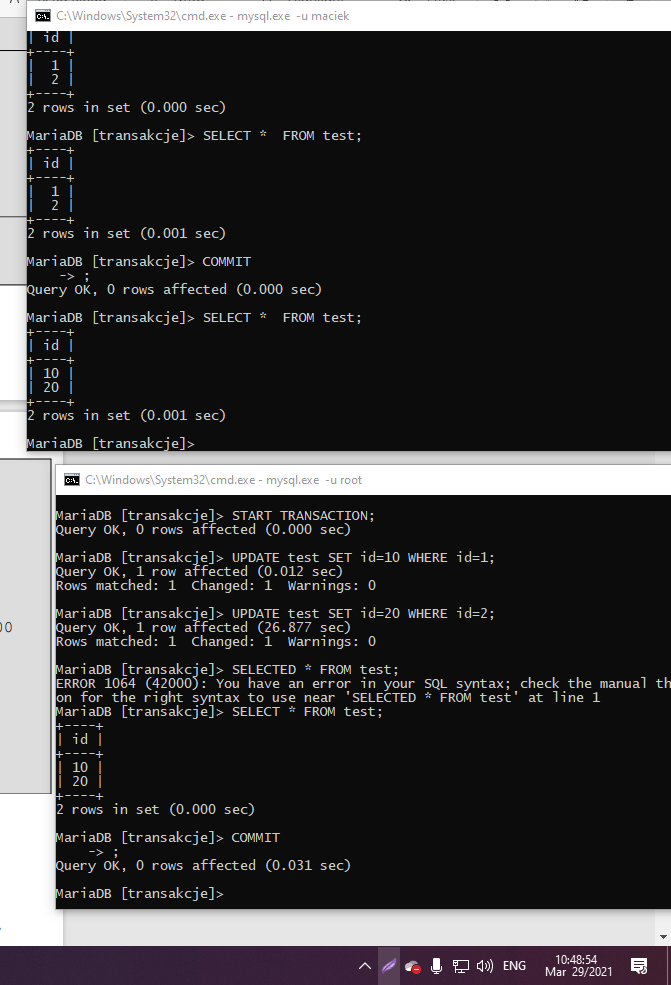 C:\Windows\System32\cmd.exe - mysql.exe -u maciek
| id |
+----+
|  1 |
|  2 |
+----+
2 rows in set (0.000 sec)
MariaDB [transakcje]> SELECT *  FROM test;
+----+
| id |
+----+
|  1 |
|  2 |
+----+
2 rows in set (0.001 sec)
MariaDB [transakcje]> COMMIT
    -> ;
Query OK, 0 rows affected (0.000 sec)
MariaDB [transakcje]> SELECT *  FROM test;
+----+
| id |
+----+
| 10 |
| 20 |
+----+
2 rows in set (0.001 sec)
MariaDB [transakcje]>
C:\Windows\System32\cmd.exe - mysql.exe -u root
MariaDB [transakcje]> START TRANSACTION;
Query OK, 0 rows affected (0.000 sec)
MariaDB [transakcje]> UPDATE test SET id=10 WHERE id=1;
Query OK, 1 row affected (0.012 sec)
Rows matched: 1  Changed: 1  Warnings: 0
MariaDB [transakcje]> UPDATE test SET id=20 WHERE id=2;
Query OK, 1 row affected (26.877 sec)
Rows matched: 1  Changed: 1  Warnings: 0
MariaDB [transakcje]> SELECTED * FROM test;
ERROR 1064 (42000): You have an error in your SQL syntax; check the manual th
on for the right syntax to use near 'SELECTED * FROM test' at line 1
MariaDB [transakcje]> SELECT * FROM test;
+----+
| id |
+----+
| 10 |
| 20 |
+----+
2 rows in set (0.000 sec)
MariaDB [transakcje]> COMMIT
    -> ;
Query OK, 0 rows affected (0.031 sec)
MariaDB [transakcje]>
ENG
10:48:54
Mar 29/2021